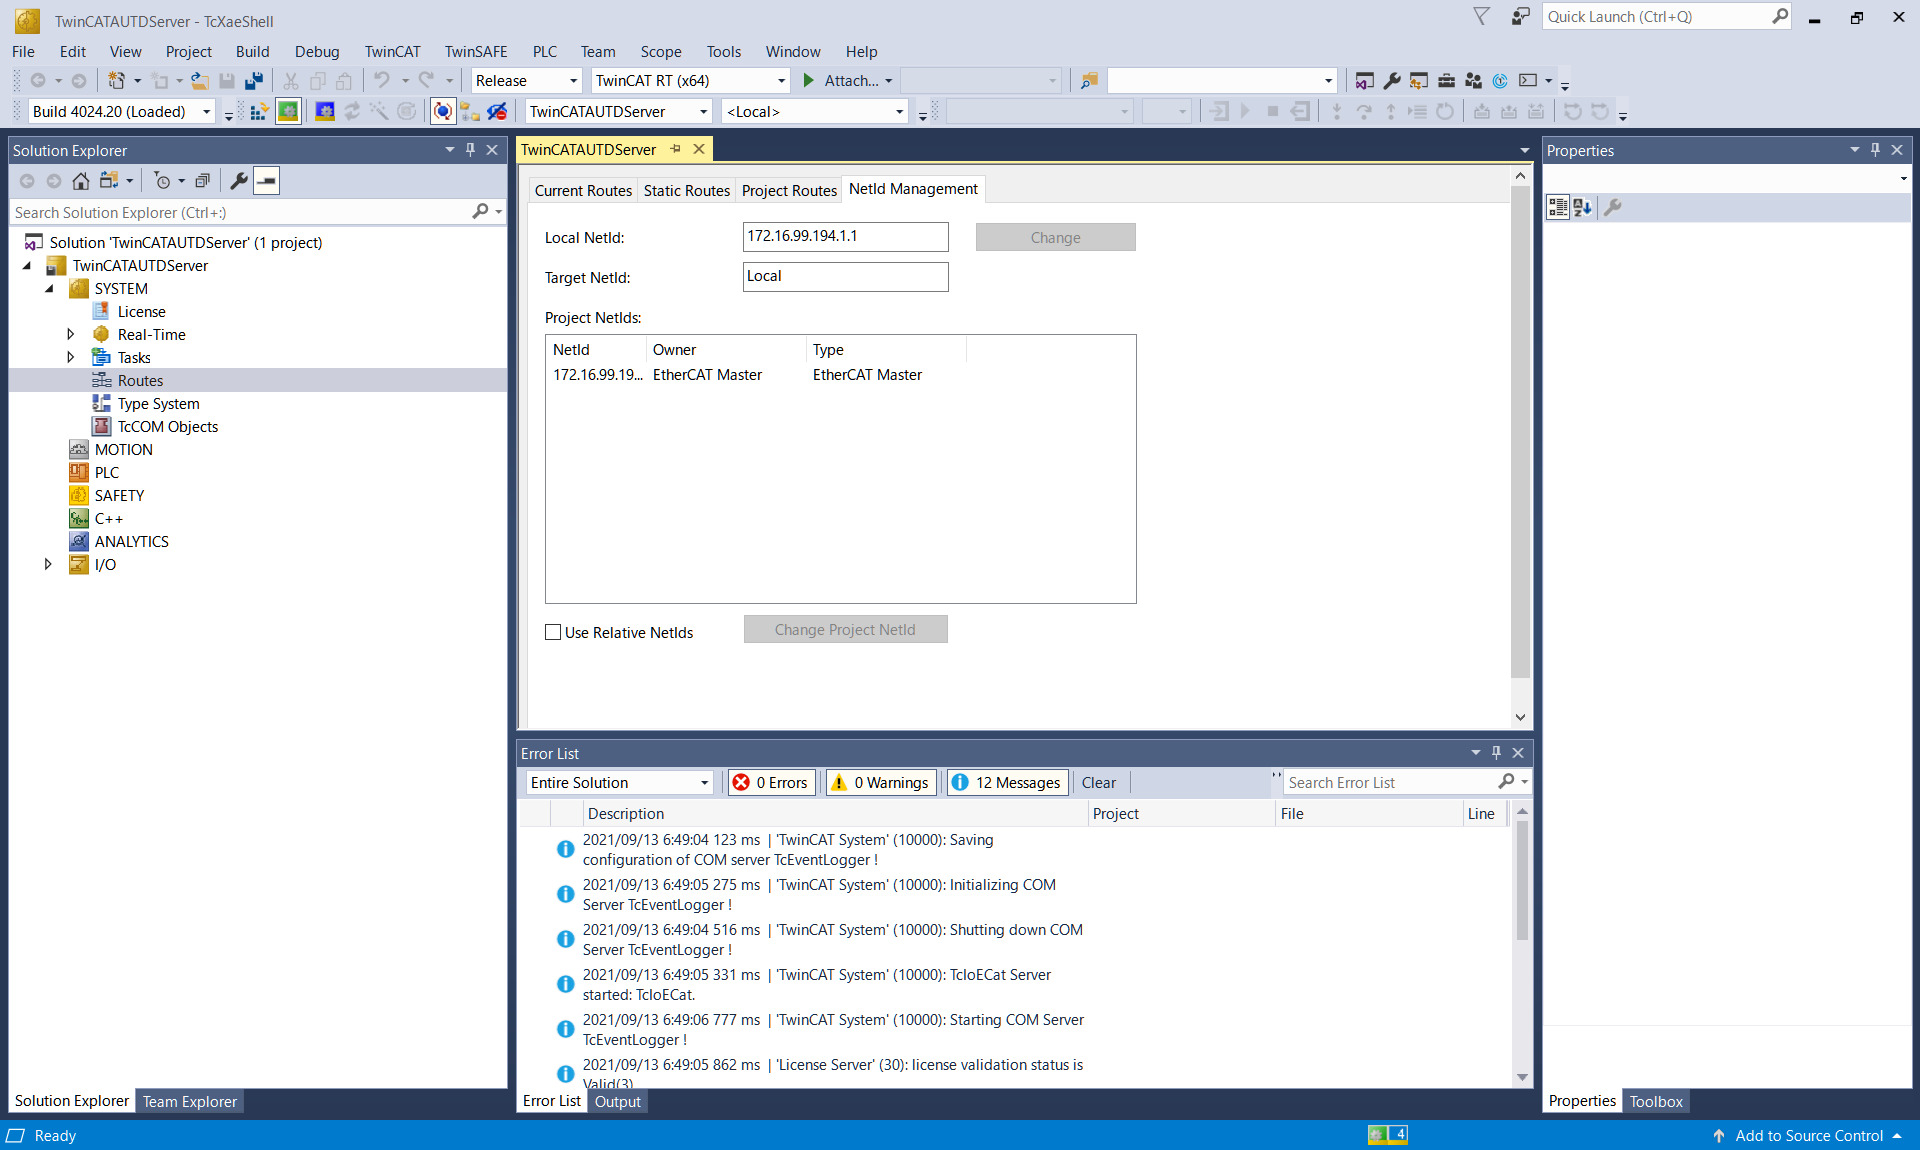 TwinCATAUTDServer - TcXaeShell
Quick Launch (Ctrl+Q)
File Edit View Project Build Debug TwinCAT TwinSAFE PLC Team Scope Tools Window Help
Release TwinCAT RT (x64) Attach...
Build 4024.20 (Loaded) TwinCATAUTDServer <Local>
Solution Explorer
Search Solution Explorer (Ctrl+:)
Solution 'TwinCATAUTDServer' (1 project)
TwinCATAUTDServer
SYSTEM
License
Real-Time
Tasks
Routes
Type System
TcCOM Objects
MOTION
PLC
SAFETY
C++
ANALYTICS
I/O
Solution Explorer Team Explorer
TwinCATAUTDServer
Current Routes Static Routes Project Routes NetId Management
Local NetId: 172.16.99.194.1.1 Change
Target NetId: Local
Project NetIds:
NetId Owner Type
172.16.99.19... EtherCAT Master EtherCAT Master
Use Relative NetIds Change Project NetId
Error List
Entire Solution 0 Errors 0 Warnings 12 Messages Clear Search Error List
Description Project File Line
2021/09/13 6:49:04 123 ms | 'TwinCAT System' (10000): Saving
configuration of COM server TcEventLogger !
2021/09/13 6:49:05 275 ms | 'TwinCAT System' (10000): Initializing COM
Server TcEventLogger !
2021/09/13 6:49:04 516 ms | 'TwinCAT System' (10000): Shutting down COM
Server TcEventLogger !
2021/09/13 6:49:05 331 ms | 'TwinCAT System' (10000): TcIoECat Server
started: TcIoECat.
2021/09/13 6:49:06 777 ms | 'TwinCAT System' (10000): Starting COM Server
TcEventLogger !
2021/09/13 6:49:05 862 ms | 'License Server' (30): license validation status is
Valid(3)
Error List Output
Properties
Properties Toolbox
Ready
4
Add to Source Control